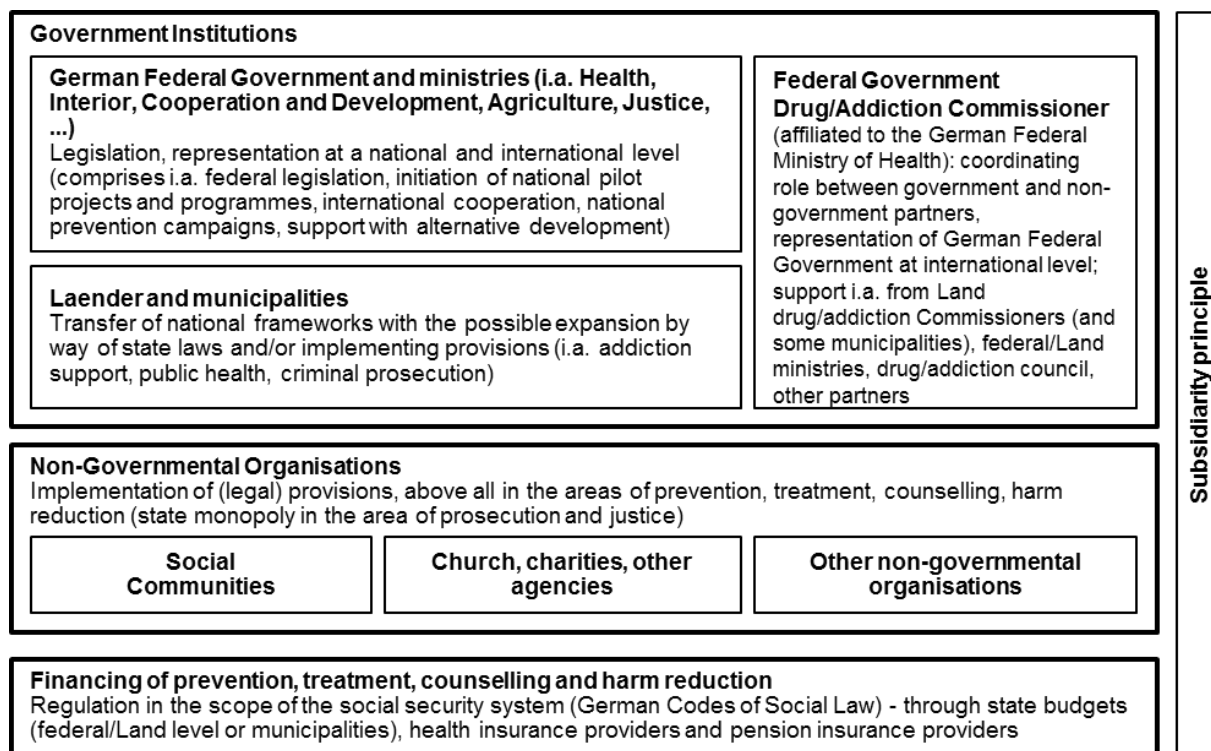 Government Institutions
German Federal Government and ministries (i.a. Health,
Interior, Cooperation and Development, Agriculture, Justice,
...)
Legislation, representation at a national and international level
(comprises i.a. federal legislation, initiation of national pilot
projects and programmes, international cooperation, national
prevention campaigns, support with alternative development)
Laender and municipalities
Transfer of national frameworks with the possible expansion by
way of state laws and/or implementing provisions (i.a. addiction
support, public health, criminal prosecution)
Federal Government
Drug/Addiction Commissioner
(affiliated to the German Federal
Ministry of Health): coordinating
role between government and non-
government partners,
representation of German Federal
Government at international level;
support i.a. from Land
drug/addiction Commissioners (and
some municipalities), federal/Land
ministries, drug/addiction council,
other partners
Non-Governmental Organisations
Implementation of (legal) provisions, above all in the areas of prevention, treatment, counselling, harm
reduction (state monopoly in the area of prosecution and justice)
Social
Communities
Church, charities, other
agencies
Other non-governmental
organisations
Financing of prevention, treatment, counselling and harm reduction
Regulation in the scope of the social security system (German Codes of Social Law) - through state budgets
(federal/Land level or municipalities), health insurance providers and pension insurance providers
Subsidiarity principle